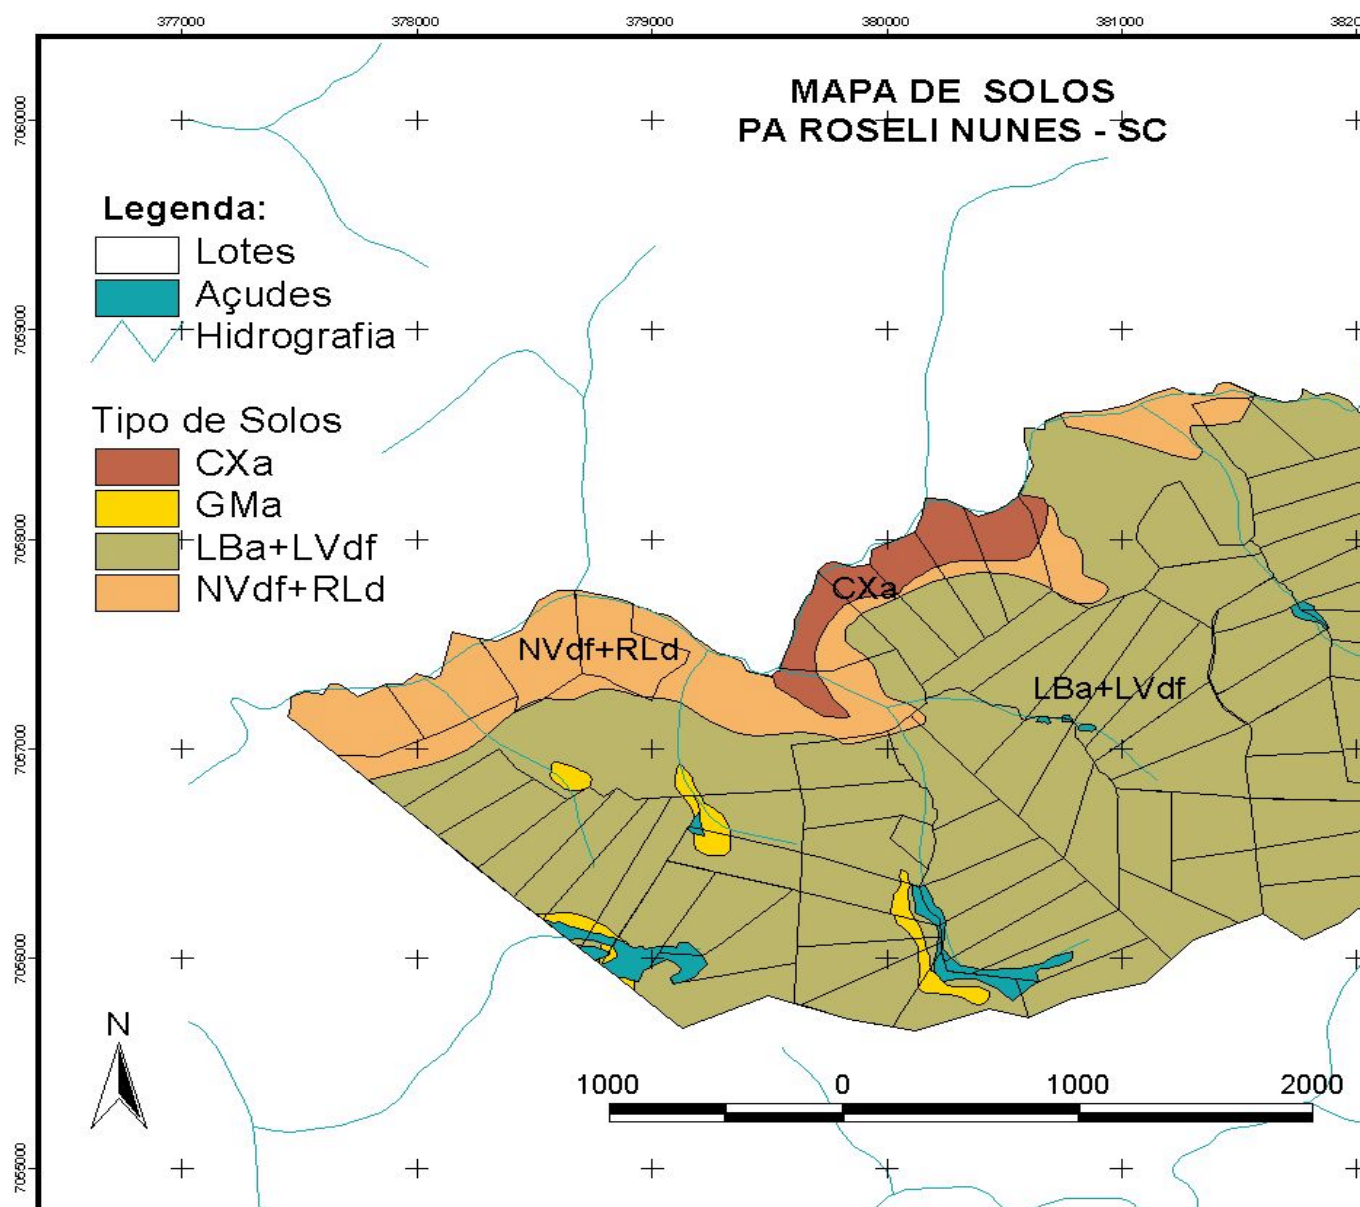 377000 378000 379000 380000 381000 382
MAPA DE SOLOS
PA ROSELI NUNES - SC
7060000
Legenda:
Lotes
Açudes
Hidrografia
7059000
Tipo de Solos
CXa
GMa
LBa+LVdf
NVdf+RLd
7058000
CXa
NVdf+RLd
LBa+LVdf
7057000
7056000
N
1000 0 1000 2000
7055000